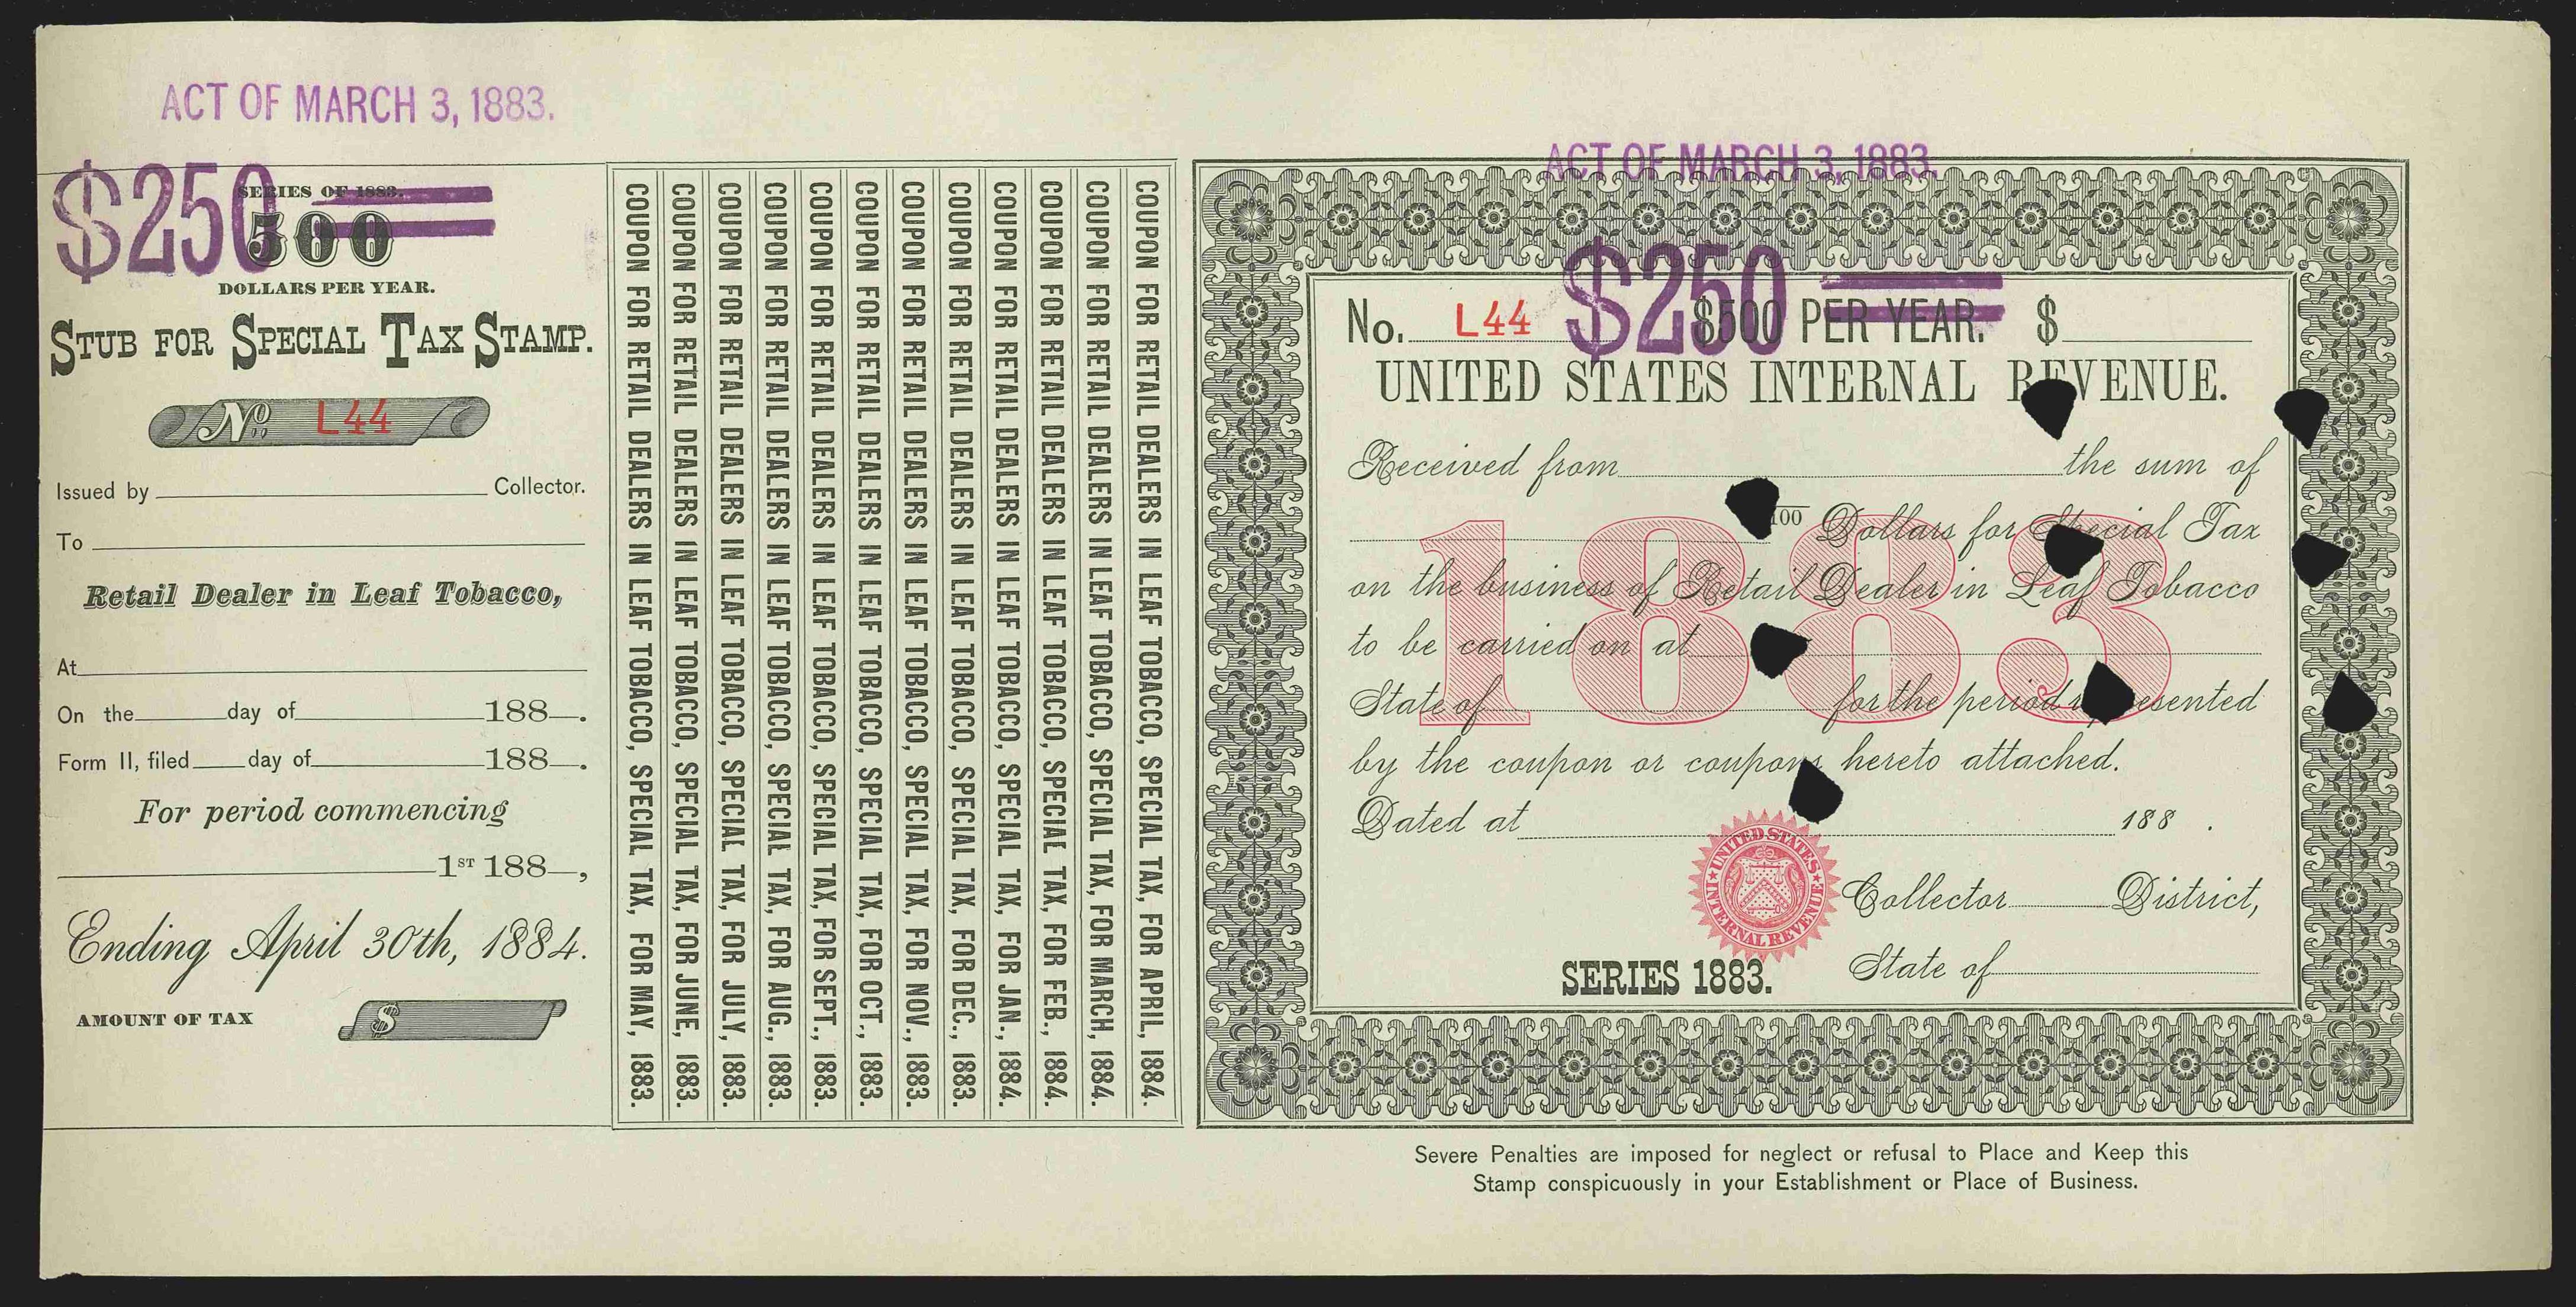 ACT OF MARCH 3, 1883.
$250
SERIES OF 1883.
500
DOLLARS PER YEAR.
STUB FOR SPECIAL TAX STAMP.
No. L44
Issued by Collector.
To
Retail Dealer in Leaf Tobacco,
At
On the day of 188 .
Form 11, filed day of 188 .
For period commencing
1ST 188 ,
Ending April 30th, 1884.
AMOUNT OF TAX $
COUPON FOR RETAIL DEALERS IN LEAF TOBACCO, SPECIAL TAX, FOR MAY, 1883.
COUPON FOR RETAIL DEALERS IN LEAF TOBACCO, SPECIAL TAX, FOR JUNE, 1883.
COUPON FOR RETAIL DEALERS IN LEAF TOBACCO, SPECIAL TAX, FOR JULY, 1883.
COUPON FOR RETAIL DEALERS IN LEAF TOBACCO, SPECIAL TAX, FOR AUG., 1883.
COUPON FOR RETAIL DEALERS IN LEAF TOBACCO, SPECIAL TAX, FOR SEPT., 1883.
COUPON FOR RETAIL DEALERS IN LEAF TOBACCO, SPECIAL TAX, FOR OCT., 1883.
COUPON FOR RETAIL DEALERS IN LEAF TOBACCO, SPECIAL TAX, FOR NOV., 1883.
COUPON FOR RETAIL DEALERS IN LEAF TOBACCO, SPECIAL TAX, FOR DEC., 1883.
COUPON FOR RETAIL DEALERS IN LEAF TOBACCO, SPECIAL TAX, FOR JAN., 1884.
COUPON FOR RETAIL DEALERS IN LEAF TOBACCO, SPECIAL TAX, FOR FEB., 1884.
COUPON FOR RETAIL DEALERS IN LEAF TOBACCO, SPECIAL TAX, FOR MARCH, 1884.
COUPON FOR RETAIL DEALERS IN LEAF TOBACCO, SPECIAL TAX, FOR APRIL, 1884.
ACT OF MARCH 3, 1883.
$250
No. L44 $500 PER YEAR. $
UNITED STATES INTERNAL REVENUE.
Received from the sum of
100 Dollars for Special Tax
1883
on the business of Retail Dealer in Leaf Tobacco
to be carried on at
State of for the period represented
by the coupon or coupons hereto attached.
Dated at 188 .
UNITED STATES INTERNAL REVENUE
Collector District,
SERIES 1883. State of
Severe Penalties are imposed for neglect or refusal to Place and Keep this
Stamp conspicuously in your Establishment or Place of Business.